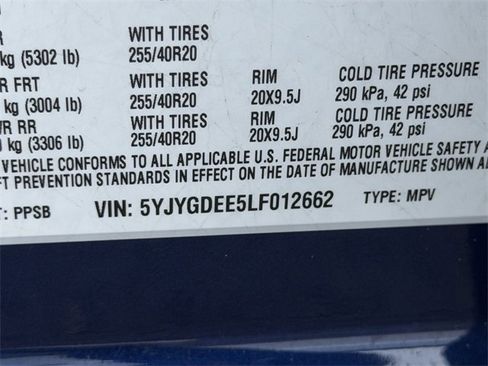 R WITH TIRES
kg (5302 lb) 255/40R20
R FRT WITH TIRES RIM COLD TIRE PRESSURE
kg (3004 lb) 255/40R20 20X9.5J 290 kPa, 42 psi
WR RR WITH TIRES RIM COLD TIRE PRESSURE
0 kg (3306 lb) 255/40R20 20X9.5J 290 kPa, 42 psi
VEHICLE CONFORMS TO ALL APPLICABLE U.S. FEDERAL MOTOR VEHICLE SAFETY A
FT PREVENTION STANDARDS IN EFFECT ON THE DATE OF MANUFACTURE SHOWN AB
T: PPSB VIN: 5YJYGDEE5LF012662 TYPE: MPV